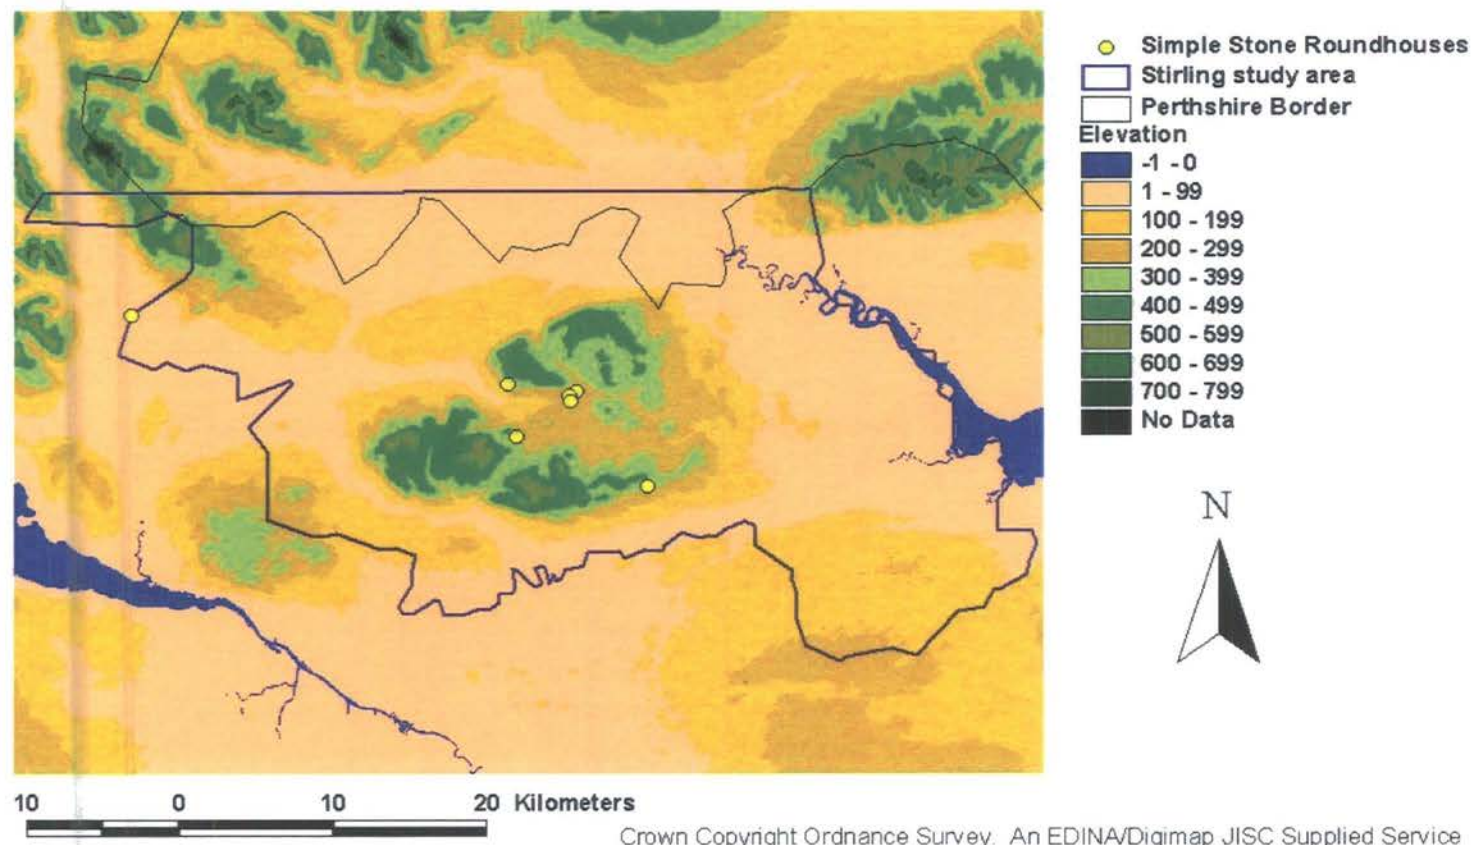 Simple Stone Roundhouses
Stirling study area
Perthshire Border
Elevation
-1 - 0
1 - 99
100 - 199
200 - 299
300 - 399
400 - 499
500 - 599
600 - 699
700 - 799
No Data
N
10 0 10 20 Kilometers
Crown Copyright Ordnance Survey. An EDINA/Digimap JISC Supplied Service